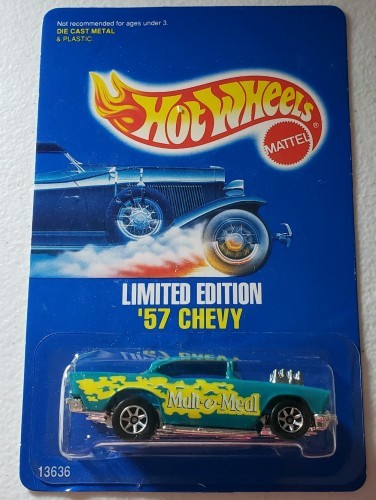 Not recommended for ages under 3.
DIE CAST METAL
& PLASTIC.
HOT WHEELS
®
MATTEL
LIMITED EDITION
'57 CHEVY
Malt-o-Meal
13636